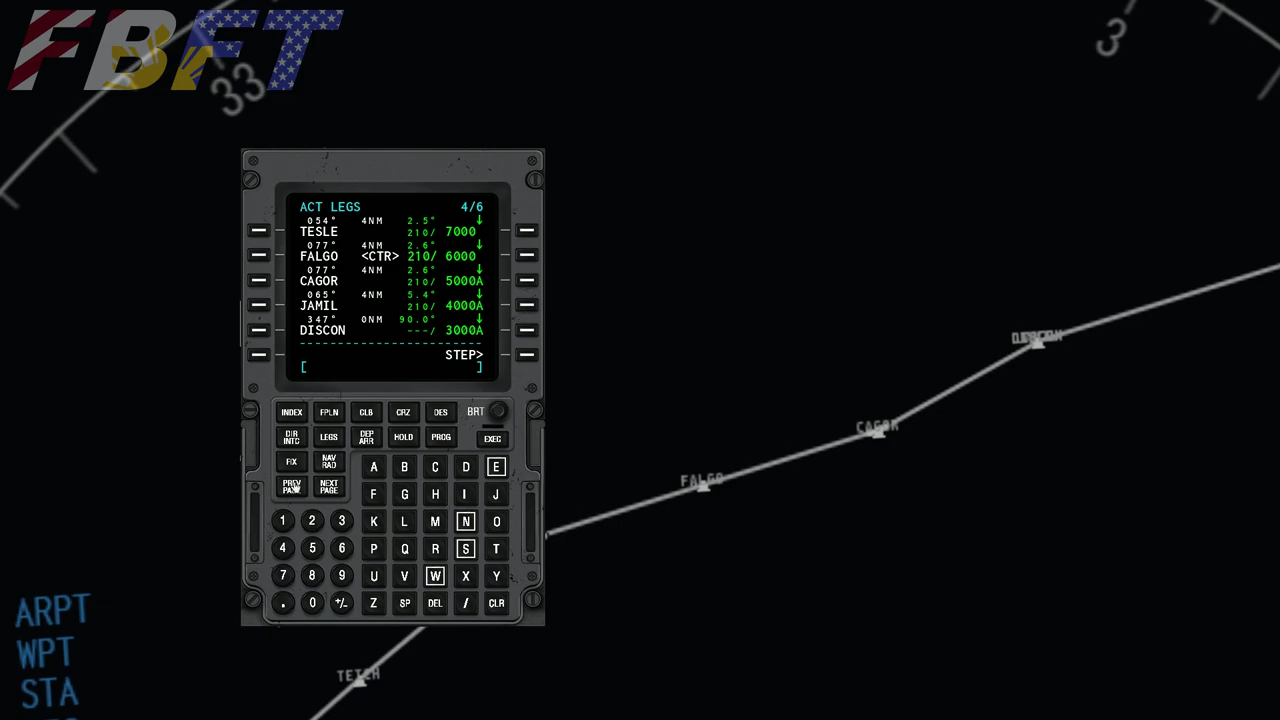 FBFT
33
3
ACT LEGS 4/6
054° 4NM 2.5° ↓
TESLE 210/ 7000
077° 4NM 2.6° ↓
FALGO <CTR> 210/ 6000
077° 4NM 2.6° ↓
CAGOR 210/ 5000A
065° 4NM 5.4° ↓
JAMIL 210/ 4000A
347° 0NM 90.0° ↓
DISCON ---/ 3000A
--------------------------
STEP>
[ ]
INDEX FPLN CLB CRZ DES BRT
DIR INTC LEGS DEP ARR HOLD PROG EXEC
FIX NAV RAD
PREV PAGE NEXT PAGE
A B C D E
F G H I J
1 2 3 K L M N O
4 5 6 P Q R S T
7 8 9 U V W X Y
. 0 +/- Z SP DEL / CLR
CAGOR
FALGO
TETCH
ARPT
WPT
STA